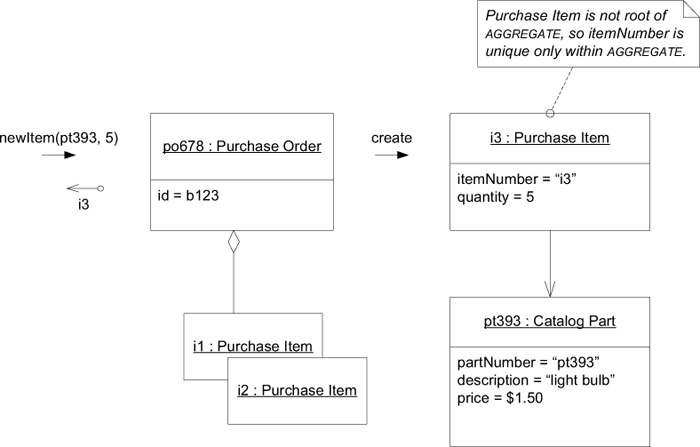 Purchase Item is not root of
AGGREGATE, so itemNumber is
unique only within AGGREGATE.
newItem(pt393, 5)
i3
po678 : Purchase Order
id = b123
create
i3 : Purchase Item
itemNumber = “i3”
quantity = 5
i1 : Purchase Item
i2 : Purchase Item
pt393 : Catalog Part
partNumber = “pt393”
description = “light bulb”
price = $1.50